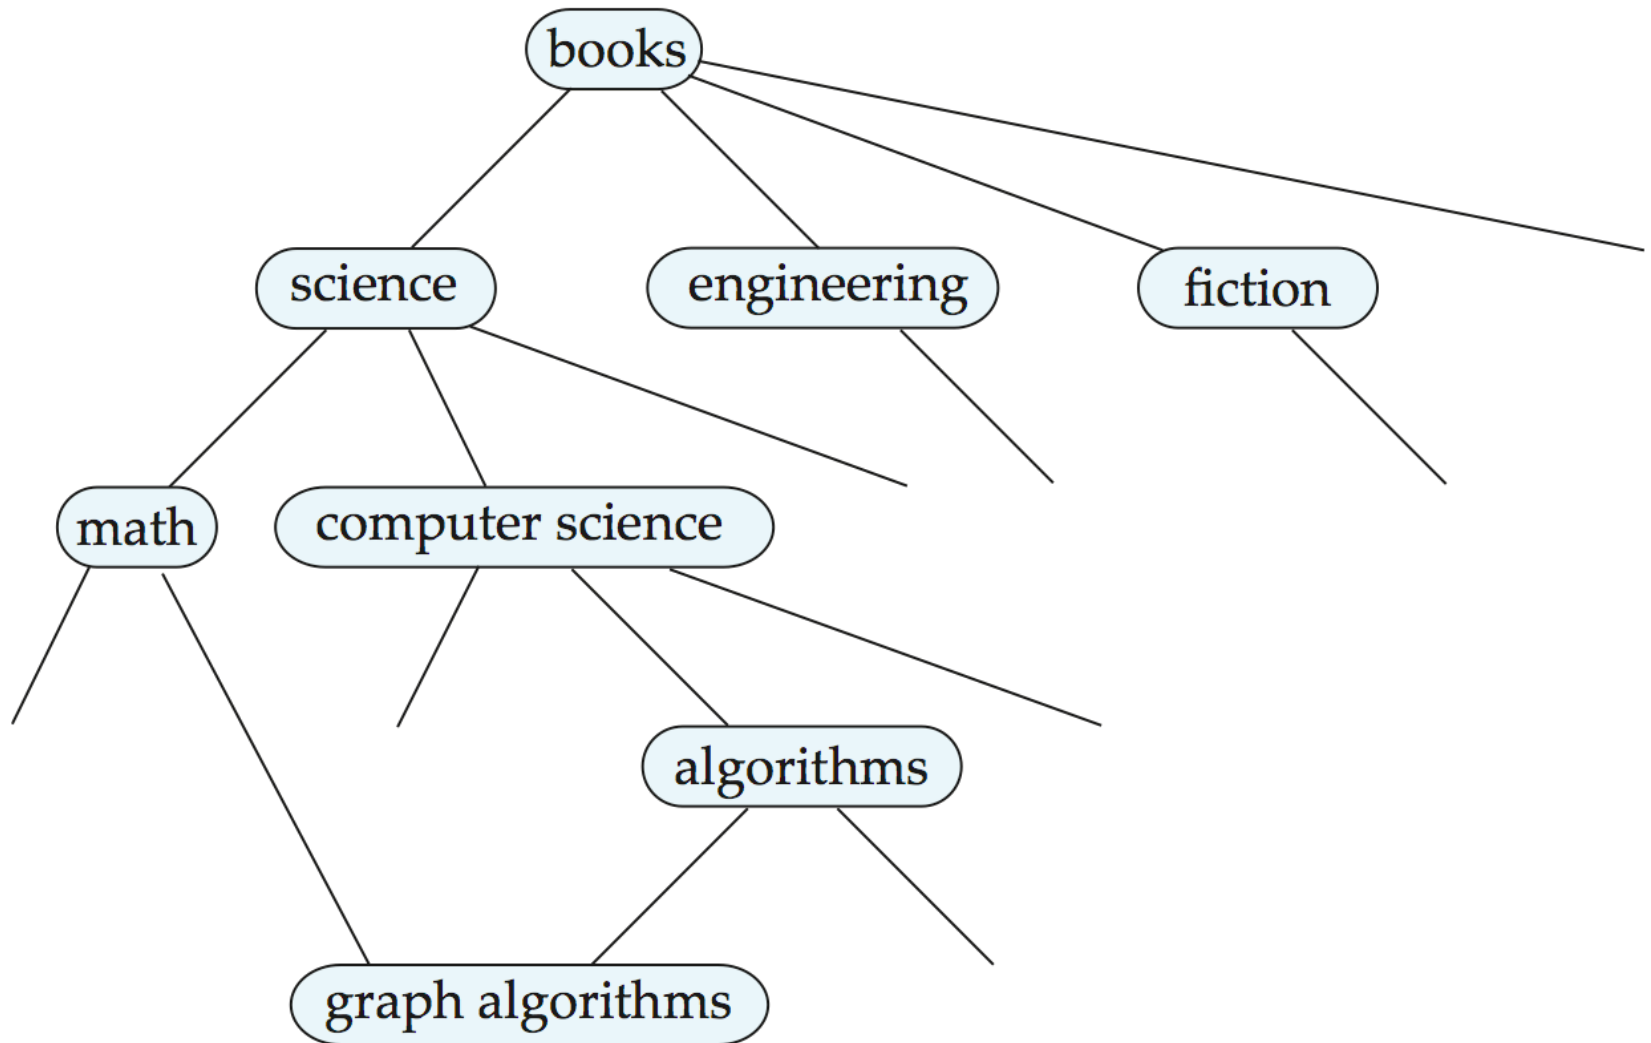 books
science
engineering
fiction
math
computer science
algorithms
graph algorithms